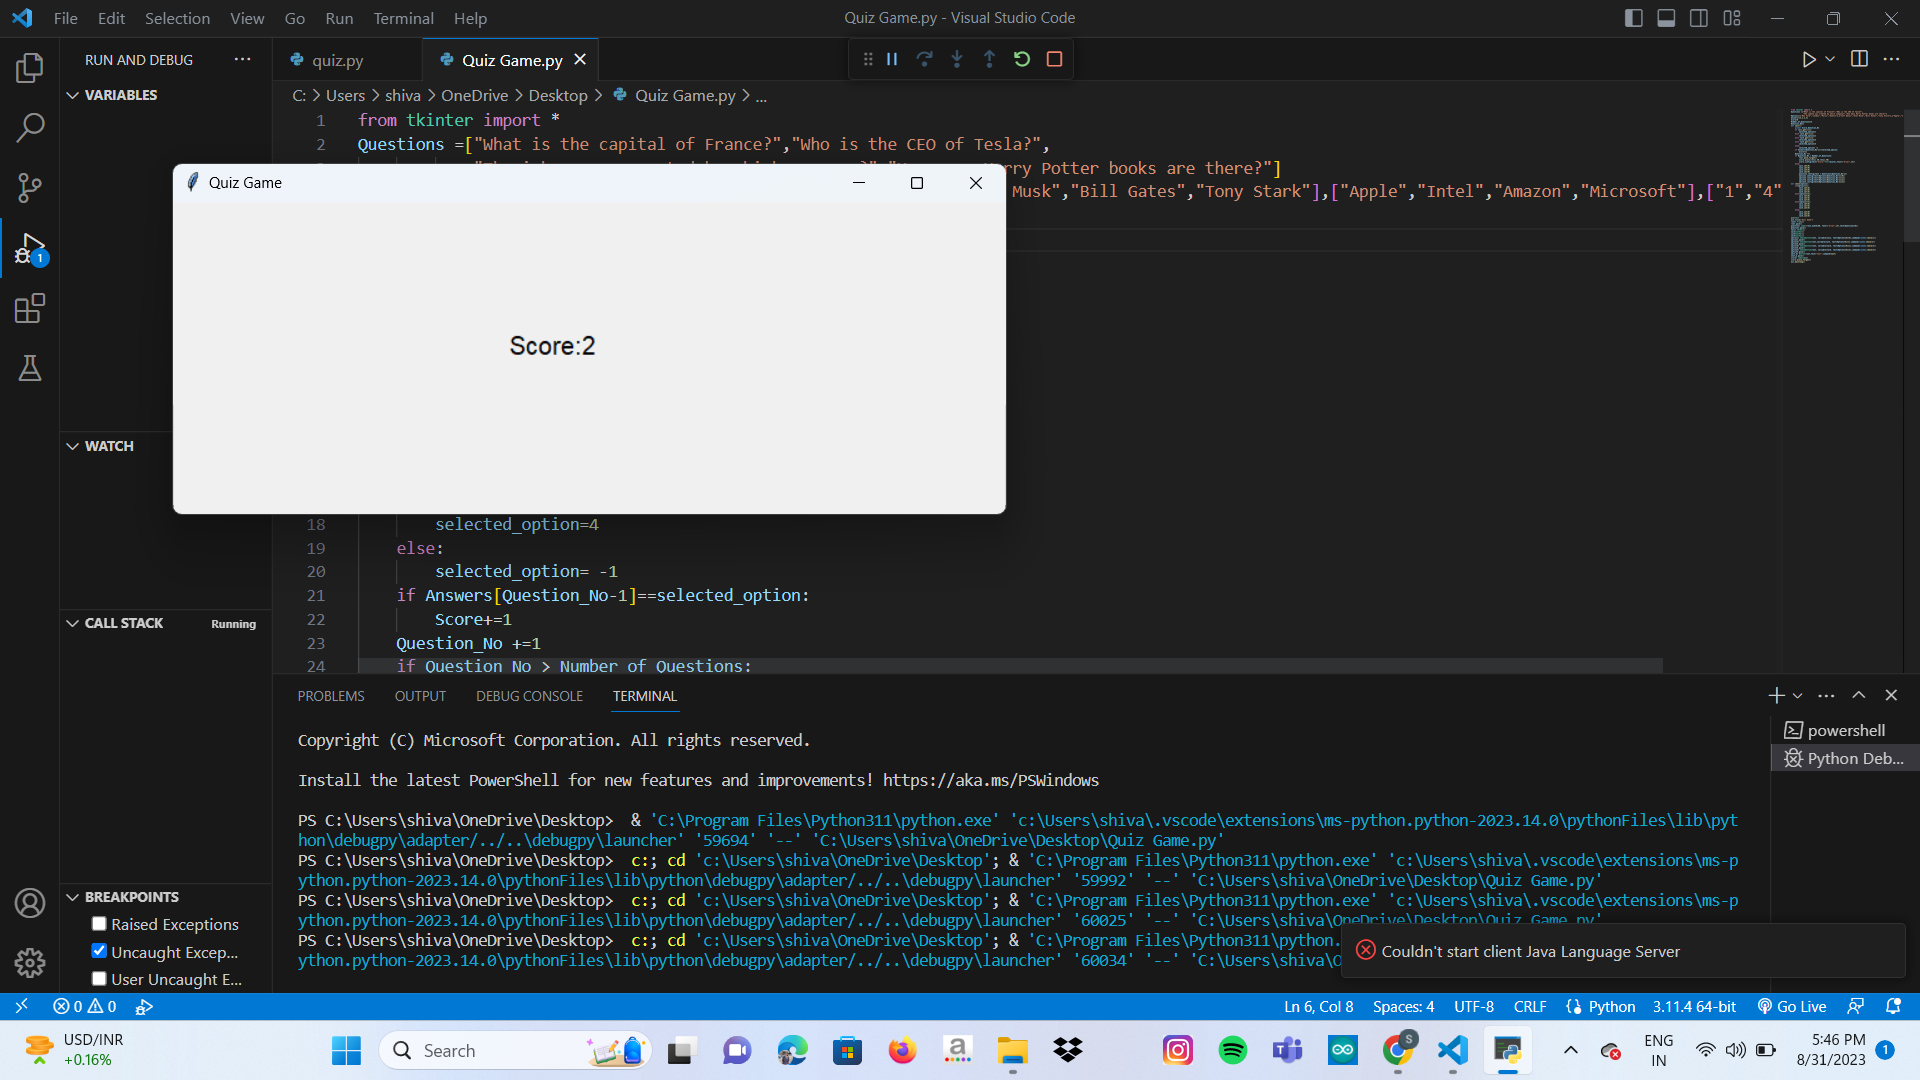 File Edit Selection View Go Run Terminal Help
Quiz Game.py - Visual Studio Code
RUN AND DEBUG
quiz.py
Quiz Game.py
VARIABLES
C: > Users > shiva > OneDrive > Desktop > Quiz Game.py > ...
1 from tkinter import *
2 Questions =["What is the capital of France?","Who is the CEO of Tesla?",
rry Potter books are there?"]
Musk","Bill Gates","Tony Stark"],["Apple","Intel","Amazon","Microsoft"],["1","4"
Quiz Game
Score:2
WATCH
18 selected_option=4
19 else:
20 selected_option= -1
21 if Answers[Question_No-1]==selected_option:
22 Score+=1
23 Question_No +=1
24 if Question_No > Number_of_Questions:
CALL STACK
Running
PROBLEMS OUTPUT DEBUG CONSOLE TERMINAL
powershell
Python Deb...
Copyright (C) Microsoft Corporation. All rights reserved.
Install the latest PowerShell for new features and improvements! https://aka.ms/PSWindows
PS C:\Users\shiva\OneDrive\Desktop> & 'C:\Program Files\Python311\python.exe' 'c:\Users\shiva\.vscode\extensions\ms-python.python-2023.14.0\pythonFiles\lib\pyt
hon\debugpy\adapter/../..\debugpy\launcher' '59694' '--' 'C:\Users\shiva\OneDrive\Desktop\Quiz Game.py'
PS C:\Users\shiva\OneDrive\Desktop> c:; cd 'c:\Users\shiva\OneDrive\Desktop'; & 'C:\Program Files\Python311\python.exe' 'c:\Users\shiva\.vscode\extensions\ms-p
ython.python-2023.14.0\pythonFiles\lib\python\debugpy\adapter/../..\debugpy\launcher' '59992' '--' 'C:\Users\shiva\OneDrive\Desktop\Quiz Game.py'
PS C:\Users\shiva\OneDrive\Desktop> c:; cd 'c:\Users\shiva\OneDrive\Desktop'; & 'C:\Program Files\Python311\python.exe' 'c:\Users\shiva\.vscode\extensions\ms-p
ython.python-2023.14.0\pythonFiles\lib\python\debugpy\adapter/../..\debugpy\launcher' '60025' '--' 'C:\Users\shiva\OneDrive\Desktop\Quiz Game.py'
PS C:\Users\shiva\OneDrive\Desktop> c:; cd 'c:\Users\shiva\OneDrive\Desktop'; & 'C:\Program Files\Python311\python.
ython.python-2023.14.0\pythonFiles\lib\python\debugpy\adapter/../..\debugpy\launcher' '60034' '--' 'C:\Users\shiva\O
Couldn't start client Java Language Server
BREAKPOINTS
Raised Exceptions
Uncaught Excep...
User Uncaught E...
0 0
Ln 6, Col 8 Spaces: 4 UTF-8 CRLF Python 3.11.4 64-bit Go Live
USD/INR
+0.16%
Search
ENG
IN
5:46 PM
8/31/2023
1